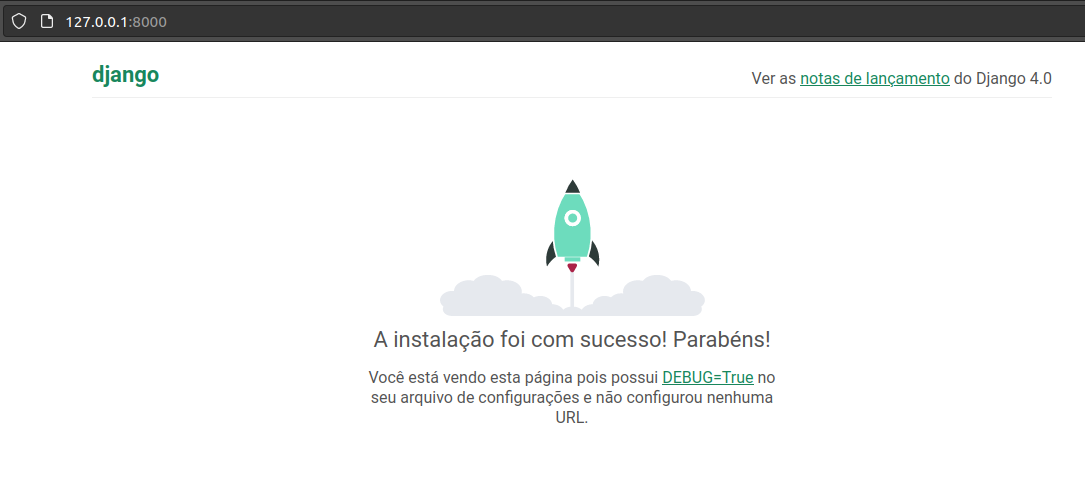 127.0.0.1:8000
django
Ver as notas de lançamento do Django 4.0
A instalação foi com sucesso! Parabéns!
Você está vendo esta página pois possui DEBUG=True no
seu arquivo de configurações e não configurou nenhuma
URL.